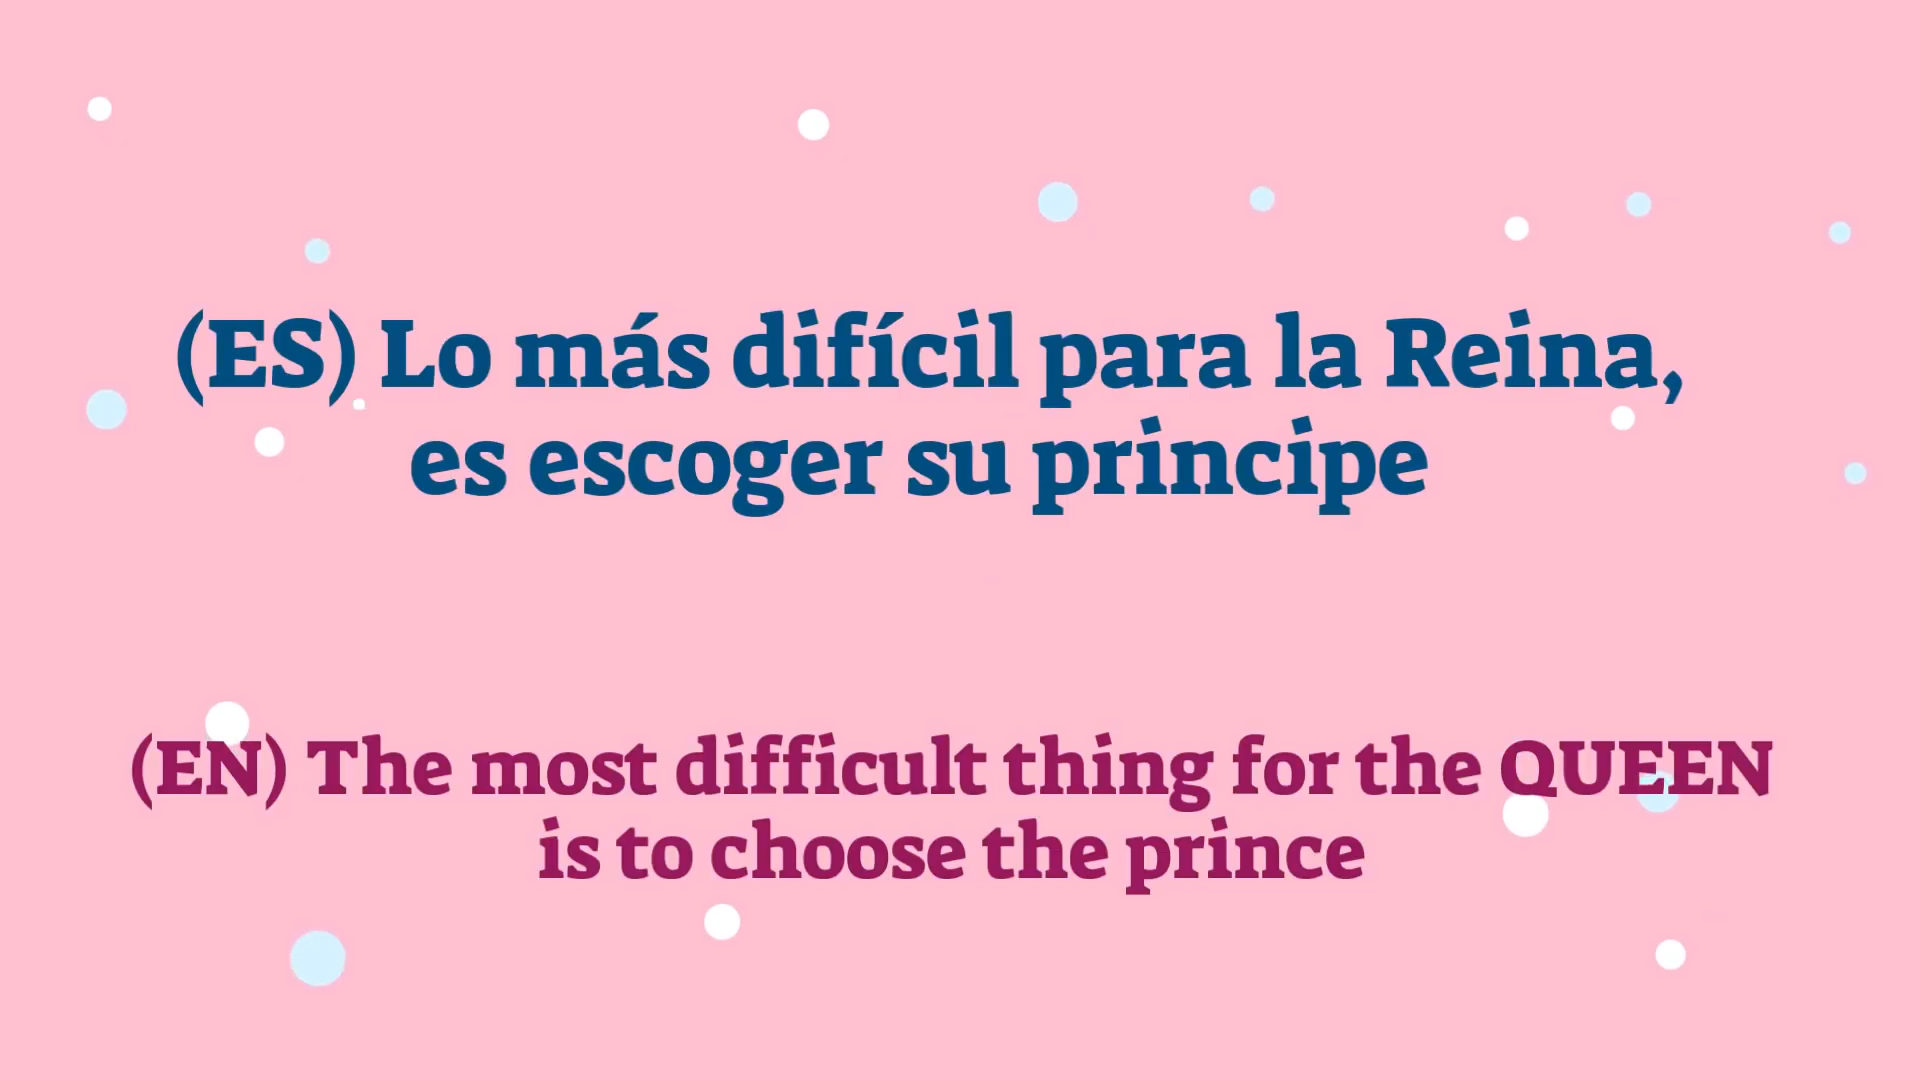 (ES) Lo más difícil para la Reina,
es escoger su principe
(EN) The most difficult thing for the QUEEN
is to choose the prince